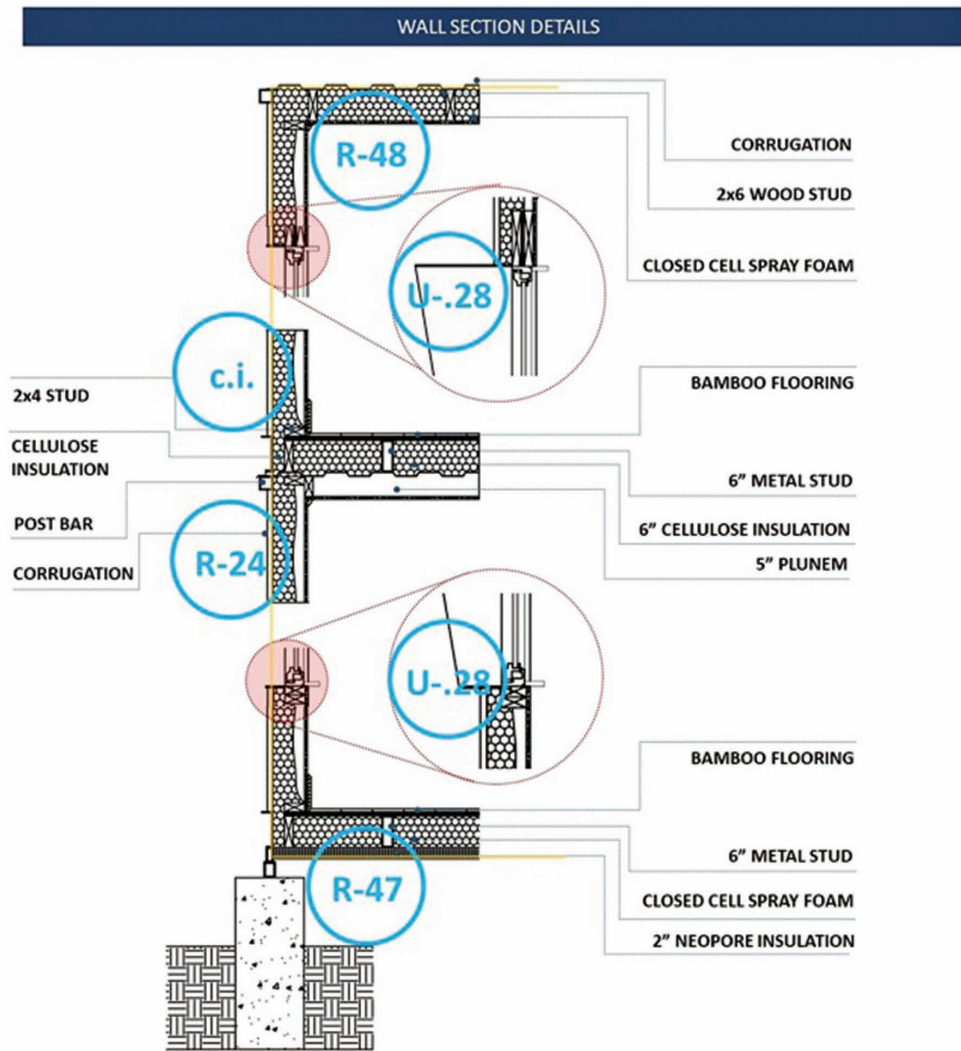 WALL SECTION DETAILS
R-48
CORRUGATION
2x6 WOOD STUD
CLOSED CELL SPRAY FOAM
U-.28
c.i.
2x4 STUD
CELLULOSE
INSULATION
POST BAR
CORRUGATION
R-24
BAMBOO FLOORING
6” METAL STUD
6” CELLULOSE INSULATION
5” PLUNEM
U-.28
BAMBOO FLOORING
R-47
6” METAL STUD
CLOSED CELL SPRAY FOAM
2” NEOPORE INSULATION